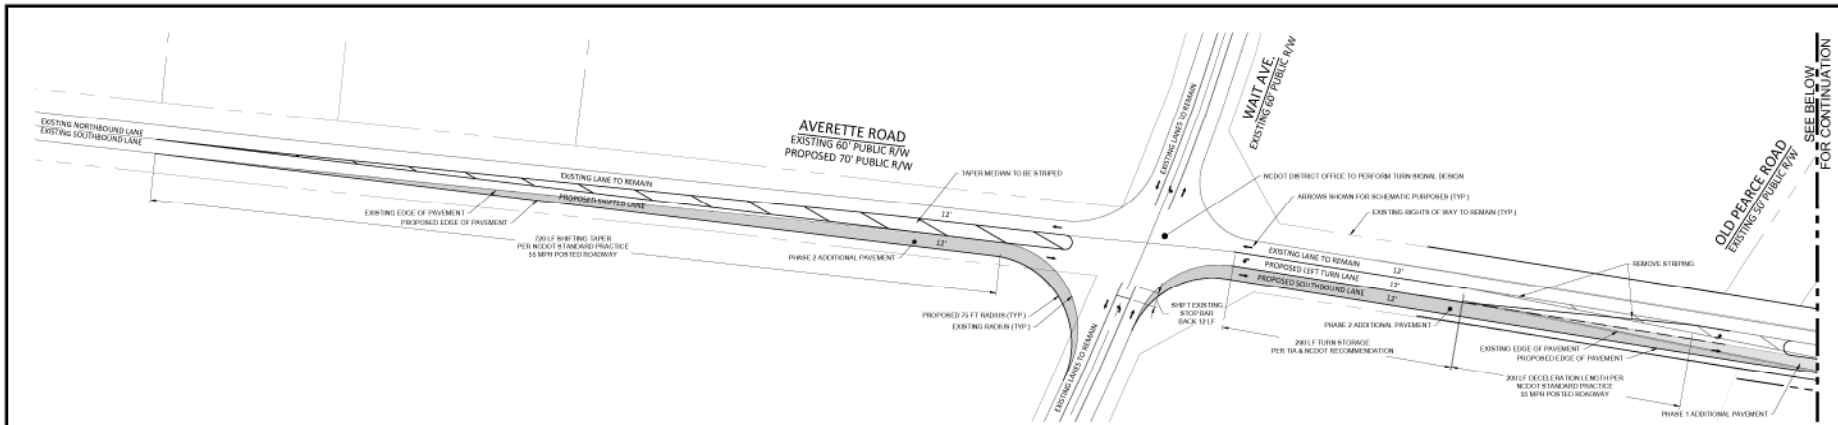 EXISTING NORTHBOUND LANE
EXISTING SOUTHBOUND LANE
AVERETTE ROAD
EXISTING 60' PUBLIC R/W
PROPOSED 70' PUBLIC R/W
EXISTING LANE TO REMAIN
PROPOSED SHIFTED LANE
TAPER MEDIAN TO BE STRIPED
12'
12'
EXISTING EDGE OF PAVEMENT
PROPOSED EDGE OF PAVEMENT
720 LF SHIFTING TAPER
PER NCDOT STANDARD PRACTICE
55 MPH POSTED ROADWAY
PHASE 2 ADDITIONAL PAVEMENT
PROPOSED 75 FT RADIUS (TYP.)
EXISTING RADIUS (TYP.)
EXISTING LANES TO REMAIN
WAIT AVE.
EXISTING 60' PUBLIC R/W
NCDOT DISTRICT OFFICE TO PERFORM TURN SIGNAL DESIGN
ARROWS SHOWN FOR SCHEMATIC PURPOSES (TYP.)
EXISTING RIGHTS OF WAY TO REMAIN (TYP.)
EXISTING LANES TO REMAIN
SHIFT EXISTING
STOP BAR
BACK 12 LF
EXISTING LANE TO REMAIN
12'
PROPOSED LEFT TURN LANE
PROPOSED SOUTHBOUND LANE
12'
PHASE 2 ADDITIONAL PAVEMENT
LF TURN STORAGE
PER TIA & NCDOT RECOMMENDATION
REMOVE STRIPING
OLD PEARCE ROAD
EXISTING 50' PUBLIC R/W
EXISTING EDGE OF PAVEMENT
PROPOSED EDGE OF PAVEMENT
200 LF DECELERATION LENGTH PER
NCDOT STANDARD PRACTICE
55 MPH POSTED ROADWAY
PHASE 1 ADDITIONAL PAVEMENT
SEE BELOW
FOR CONTINUATION